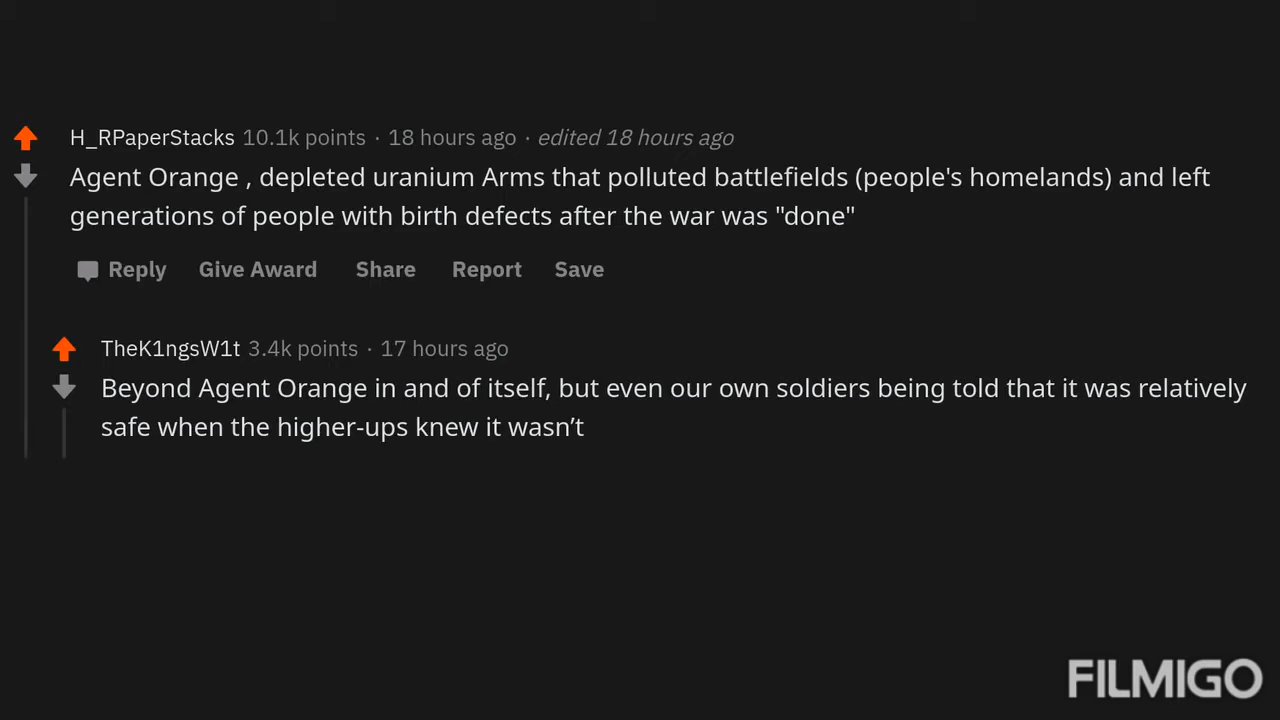 H_RPaperStacks 10.1k points · 18 hours ago · edited 18 hours ago
Agent Orange , depleted uranium Arms that polluted battlefields (people's homelands) and left
generations of people with birth defects after the war was "done"
Reply Give Award Share Report Save
TheK1ngsW1t 3.4k points · 17 hours ago
Beyond Agent Orange in and of itself, but even our own soldiers being told that it was relatively
safe when the higher-ups knew it wasn’t
FILMIGO